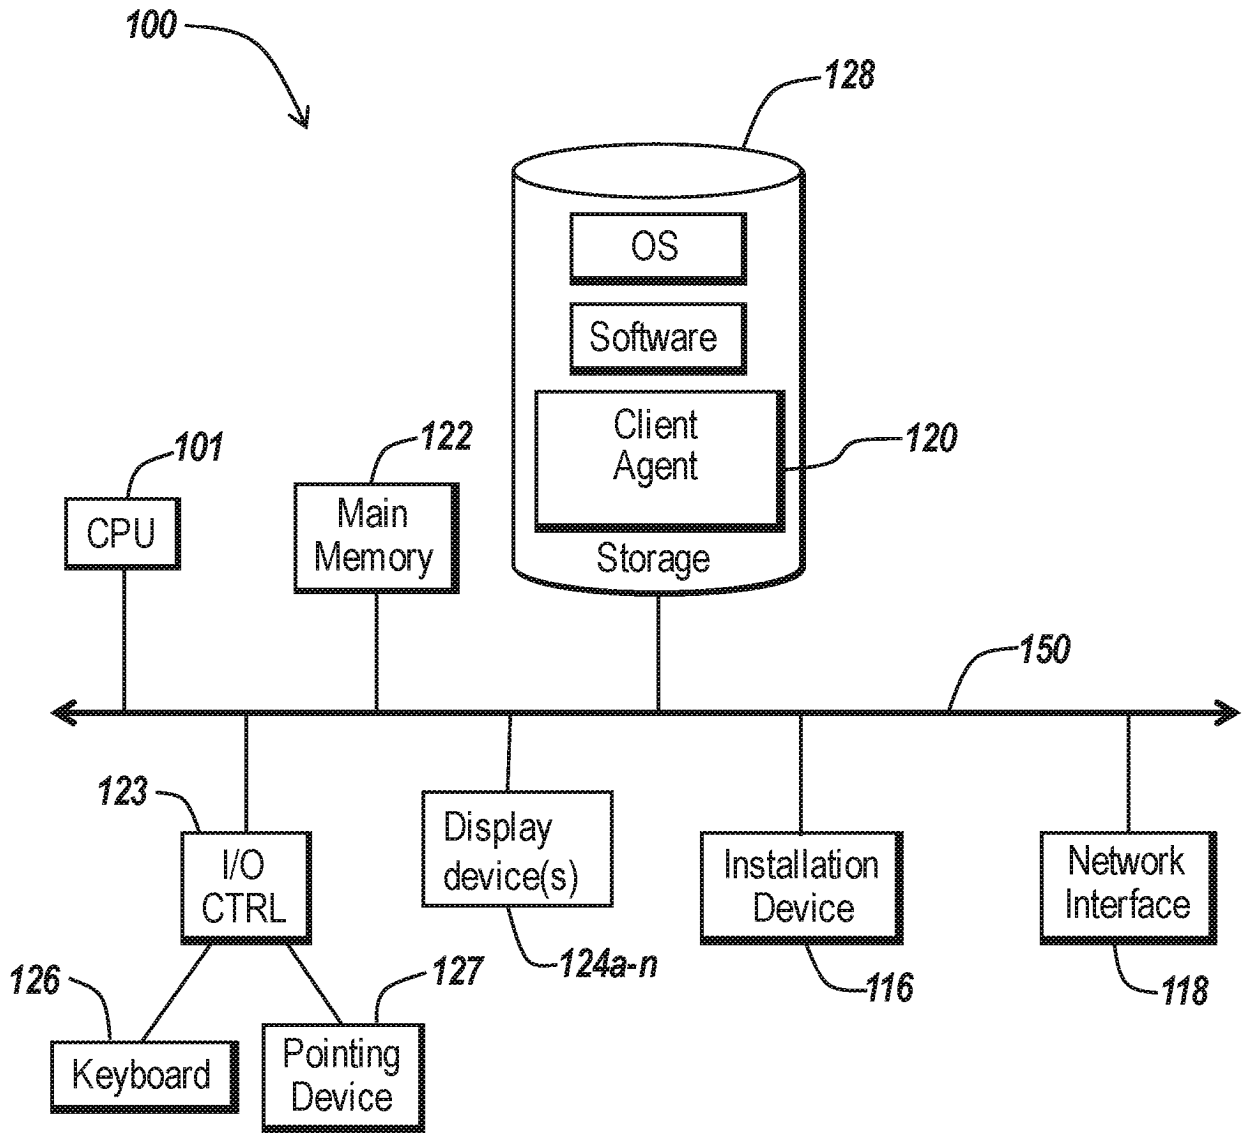 100
128
OS
Software
Client
Agent
120
Storage
101
CPU
122
Main
Memory
150
123
I/O
CTRL
Display
device(s)
124a-n
Installation
Device
116
Network
Interface
118
126
Keyboard
127
Pointing
Device